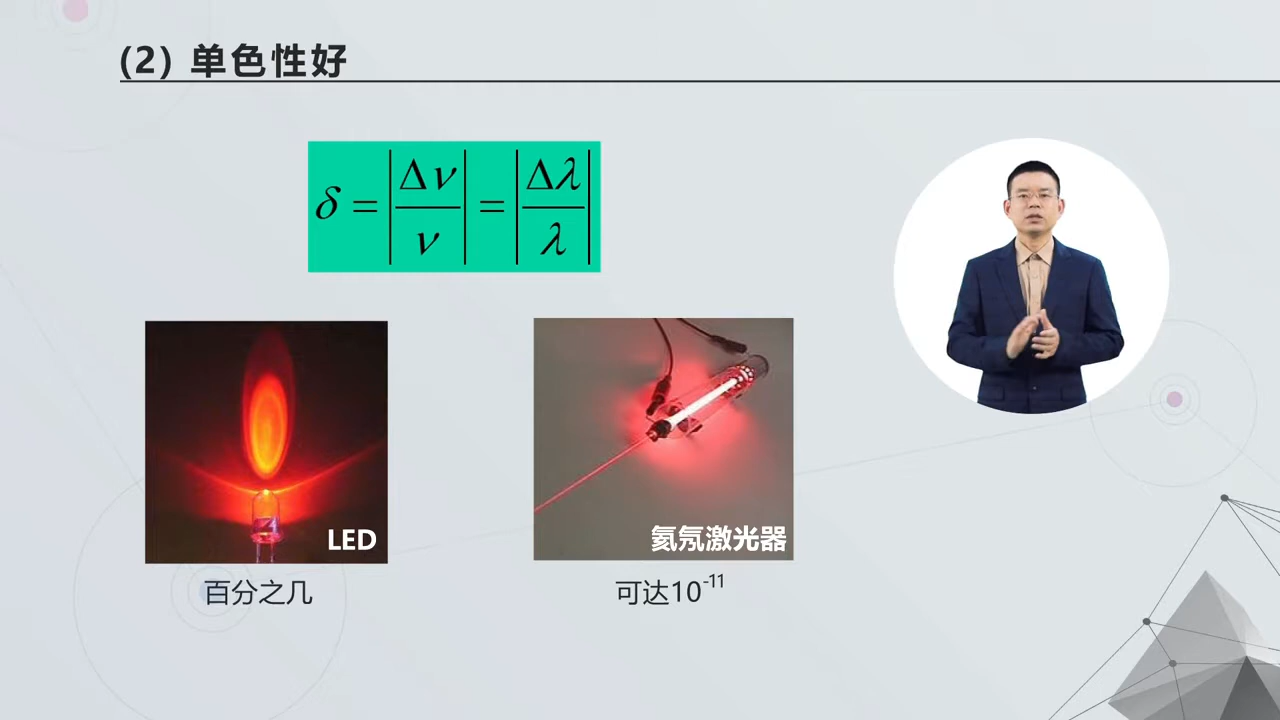 (2) 单色性好
δ = |Δν/ν| = |Δλ/λ|
LED
氦氖激光器
百分之几
可达10⁻¹¹